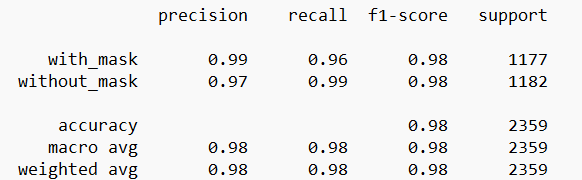 precision recall f1-score support
with_mask 0.99 0.96 0.98 1177
without_mask 0.97 0.99 0.98 1182
accuracy 0.98 2359
macro avg 0.98 0.98 0.98 2359
weighted avg 0.98 0.98 0.98 2359